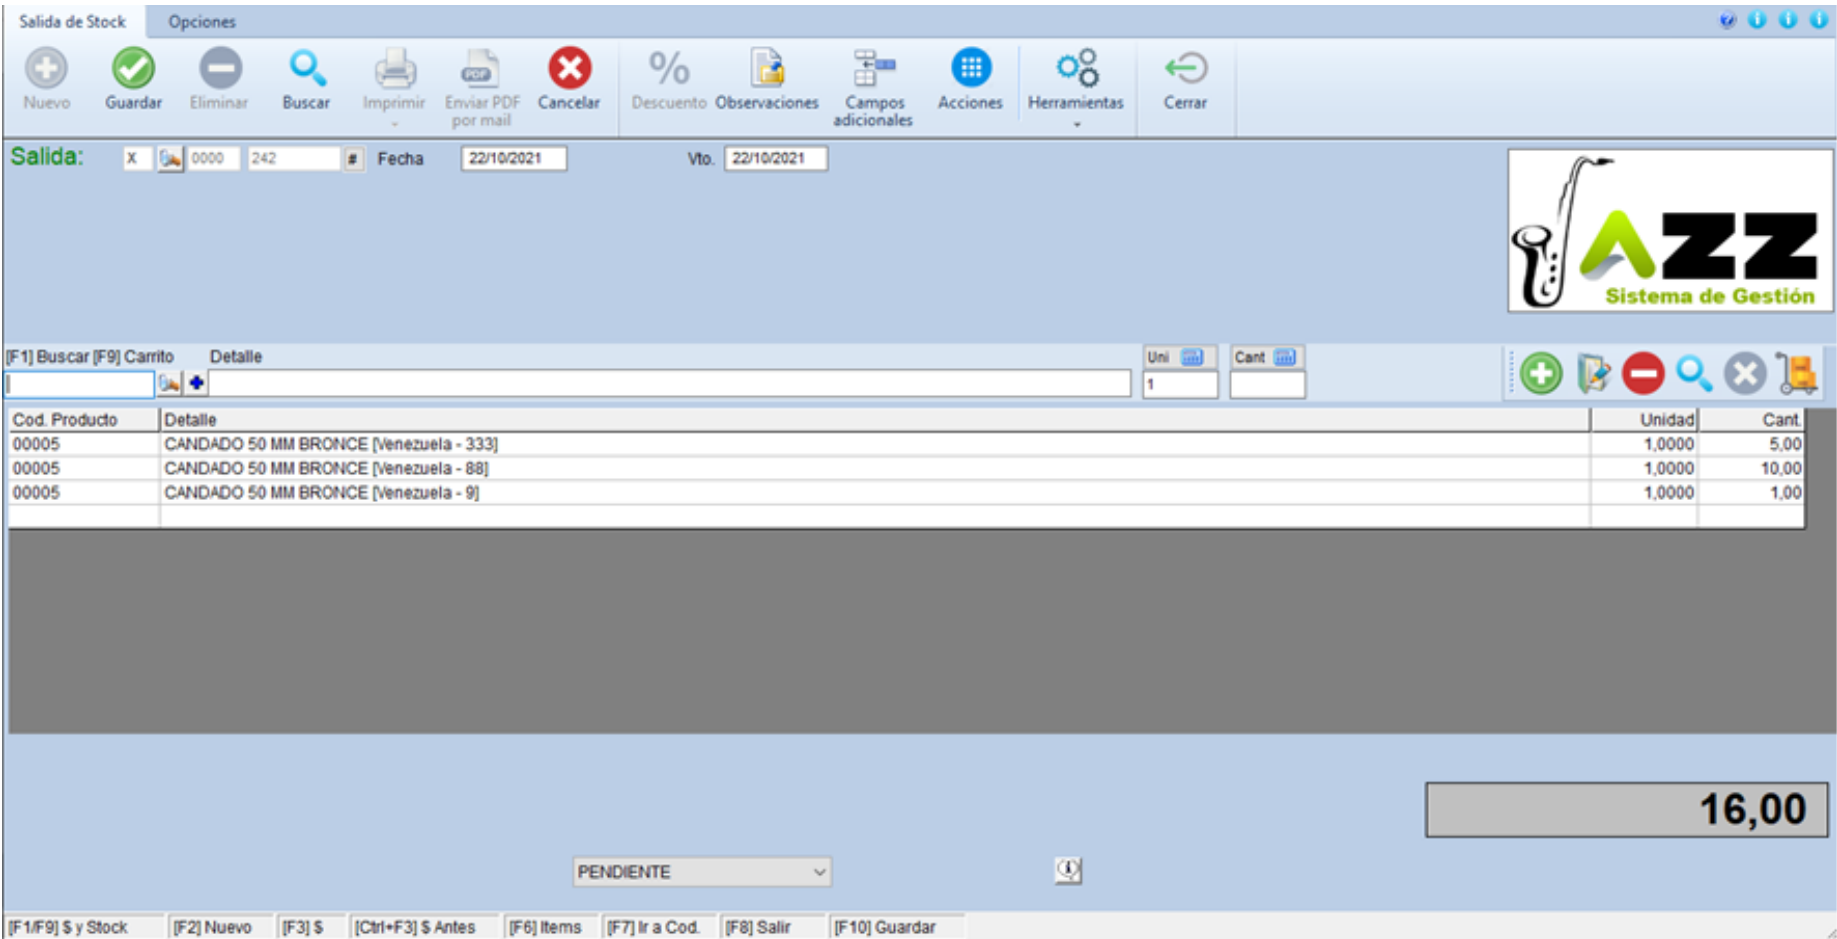 Salida de Stock Opciones
Nuevo Guardar Eliminar Buscar Imprimir Enviar PDF por mail Cancelar Descuento Observaciones Campos adicionales Acciones Herramientas Cerrar
Salida: X 0000 242 # Fecha 22/10/2021 Vto. 22/10/2021
AZZ
Sistema de Gestión
[F1] Buscar [F9] Carrito Detalle Uni Cant
1
Cod. Producto Detalle Unidad Cant.
00005 CANDADO 50 MM BRONCE [Venezuela - 333] 1,0000 5,00
00005 CANDADO 50 MM BRONCE [Venezuela - 88] 1,0000 10,00
00005 CANDADO 50 MM BRONCE [Venezuela - 9] 1,0000 1,00
16,00
PENDIENTE
[F1/F9] $ y Stock [F2] Nuevo [F3] $ [Ctrl+F3] $ Antes [F6] Items [F7] Ir a Cod. [F8] Salir [F10] Guardar